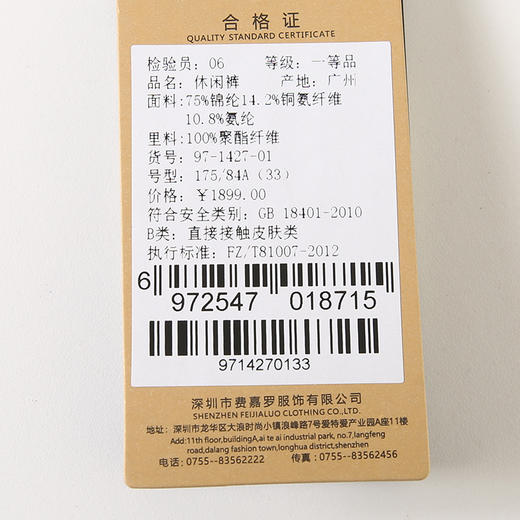 合格证
QUALITY STANDARD CERTIFICATE
检验员: 06 等级: 一等品
品名: 休闲裤 产地: 广州
面料: 75%锦纶14.2%铜氨纤维
10.8%氨纶
里料: 100%聚酯纤维
货号: 97-1427-01
号型: 175/84A (33)
价格: ¥1899.00
符合安全类别: GB 18401-2010
B类: 直接接触皮肤类
执行标准: FZ/T81007-2012
6 972547 018715
9714270133
深圳市费嘉罗服饰有限公司
SHENZHEN FEIJIALUO CLOTHING CO.,LTD.
地址: 深圳市龙华区大浪时尚小镇浪峰路7号爱特爱产业园A座11楼
Add:11th floor,buildingA,ai te ai industrial park, no.7,langfeng
road,dalang fashion town,longhua district,shenzhen
电话: 0755--83562222 传真: 0755--83562456